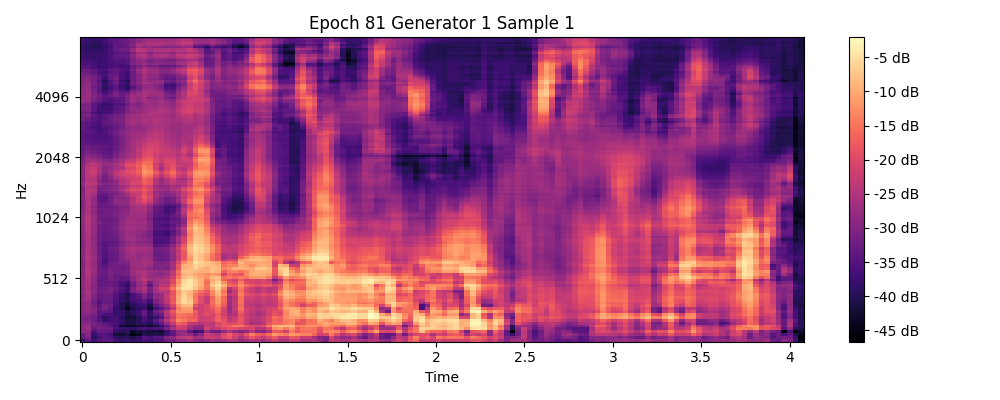 Epoch 81 Generator 1 Sample 1
Hz
4096
2048
1024
512
0
0
0.5
1
1.5
2
2.5
3
3.5
4
Time
-5 dB
-10 dB
-15 dB
-20 dB
-25 dB
-30 dB
-35 dB
-40 dB
-45 dB